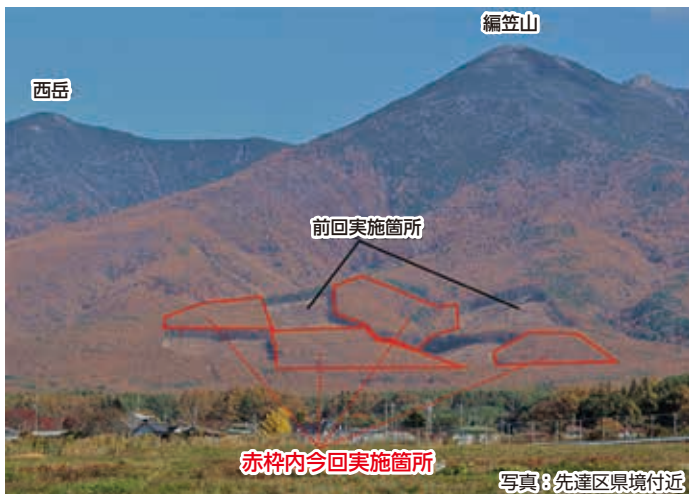 編笠山
西岳
前回実施箇所
赤枠内今回実施箇所
写真：先達区県境付近